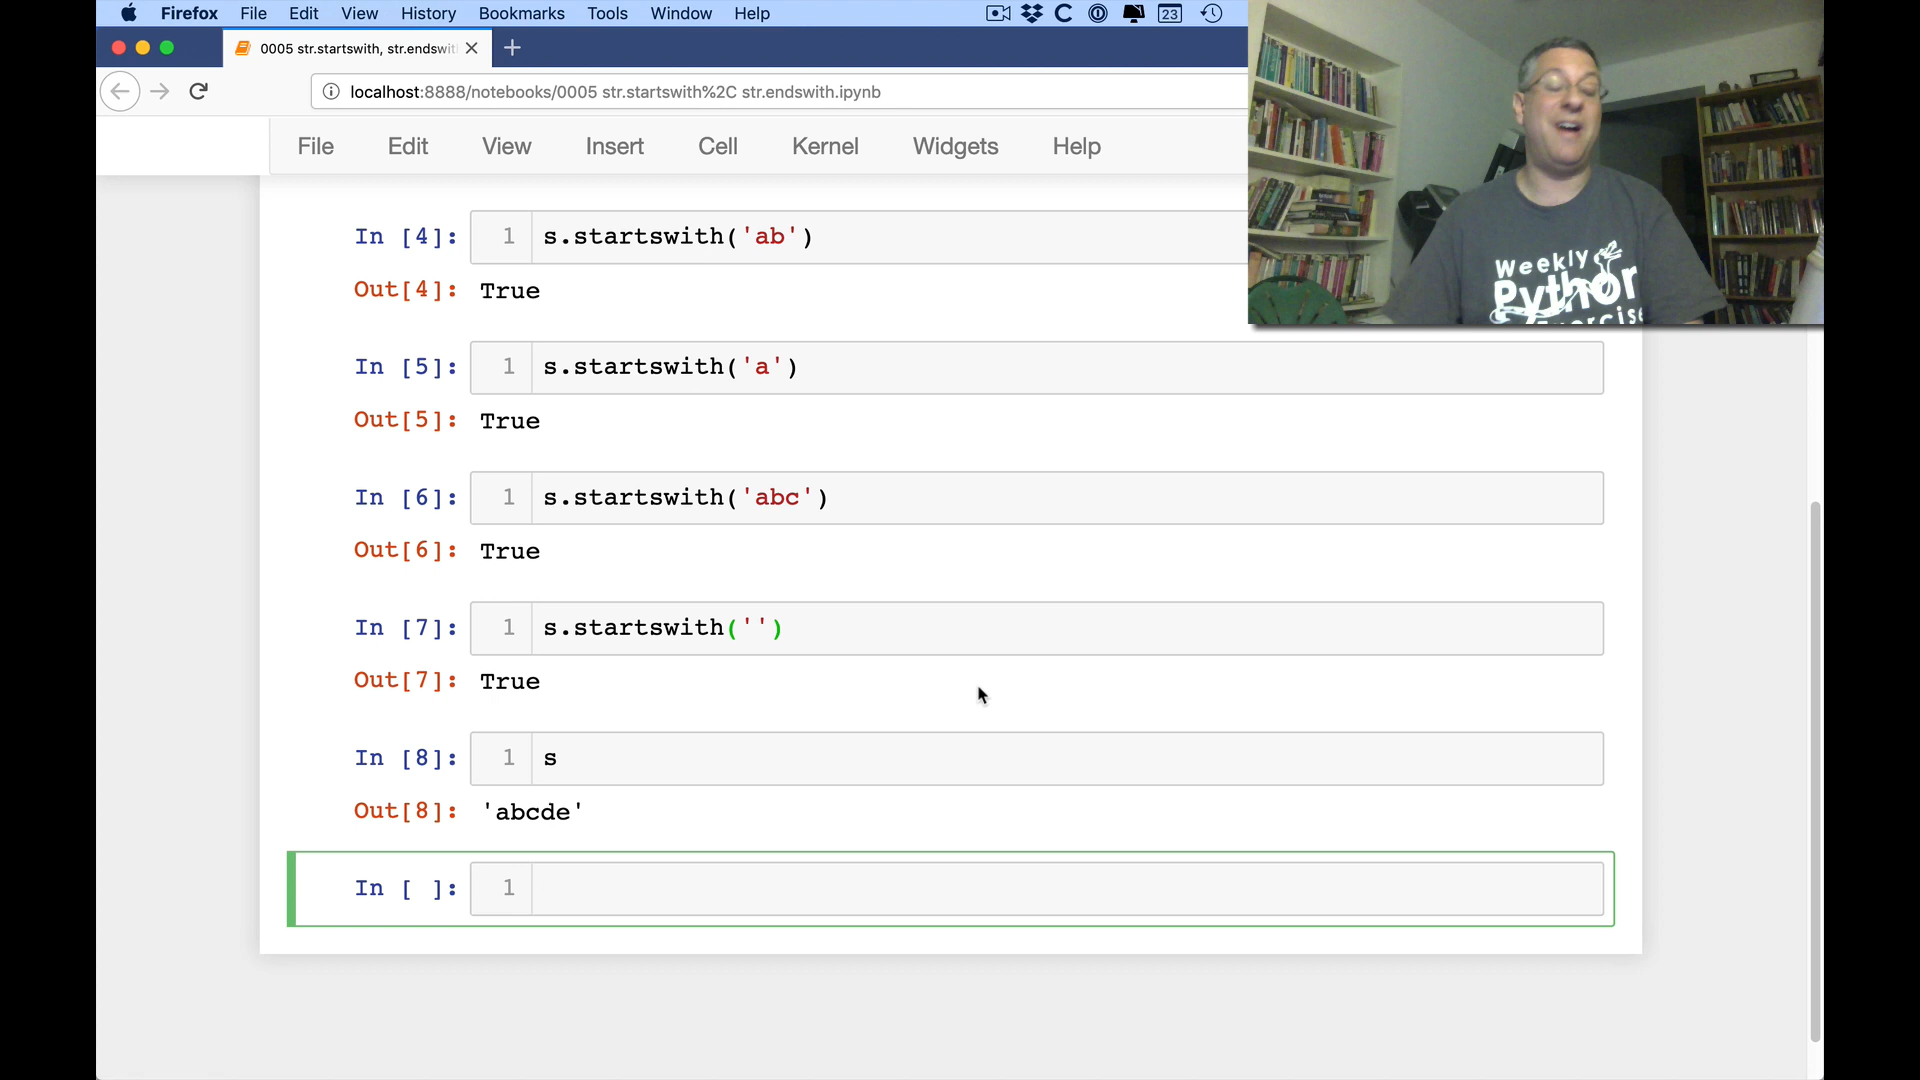 Firefox File Edit View History Bookmarks Tools Window Help 23
0005 str.startswith, str.endswit
localhost:8888/notebooks/0005 str.startswith%2C str.endswith.ipynb
File Edit View Insert Cell Kernel Widgets Help
Weekly
Python
Exercise
In [4]: 1 s.startswith('ab')
Out[4]: True
In [5]: 1 s.startswith('a')
Out[5]: True
In [6]: 1 s.startswith('abc')
Out[6]: True
In [7]: 1 s.startswith('')
Out[7]: True
In [8]: 1 s
Out[8]: 'abcde'
In [ ]: 1